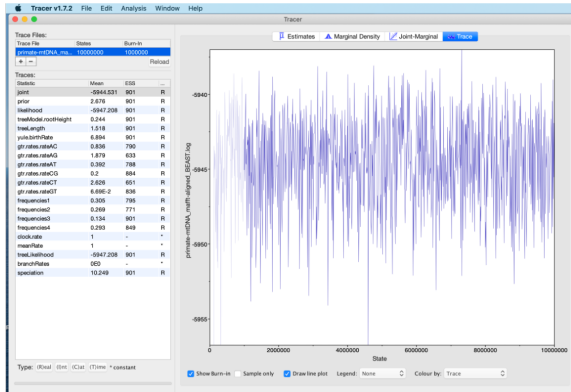 Tracer v1.7.2 File Edit Analysis Window Help
Tracer
Trace Files:
Trace File States Burn-In
primate-mtDNA_ma... 10000000 1000000
+ - Reload
Traces:
Statistic Mean ESS ...
joint -5944.531 901 R
prior 2.676 901 R
likelihood -5947.208 901 R
treeModel.rootHeight 0.244 901 R
treeLength 1.518 901 R
yule.birthRate 6.894 901 R
gtr.rates.rateAC 0.836 790 R
gtr.rates.rateAG 1.879 633 R
gtr.rates.rateAT 0.392 788 R
gtr.rates.rateCG 0.2 884 R
gtr.rates.rateCT 2.626 651 R
gtr.rates.rateGT 6.69E-2 836 R
frequencies1 0.305 795 R
frequencies2 0.269 771 R
frequencies3 0.134 901 R
frequencies4 0.293 849 R
clock.rate 1 - *
meanRate 1 - *
treeLikelihood -5947.208 901 R
branchRates 0E0 - *
speciation 10.249 901 R
Type: (R)eal (I)nt (C)at (T)ime * constant
Estimates Marginal Density Joint-Marginal Trace
primate-mtDNA_mafft-aligned_BEAST.log
-5940
-5945
-5950
-5955
0 2000000 4000000 6000000 8000000 10000000
State
Show Burn-in Sample only Draw line plot Legend: None Colour by: Trace